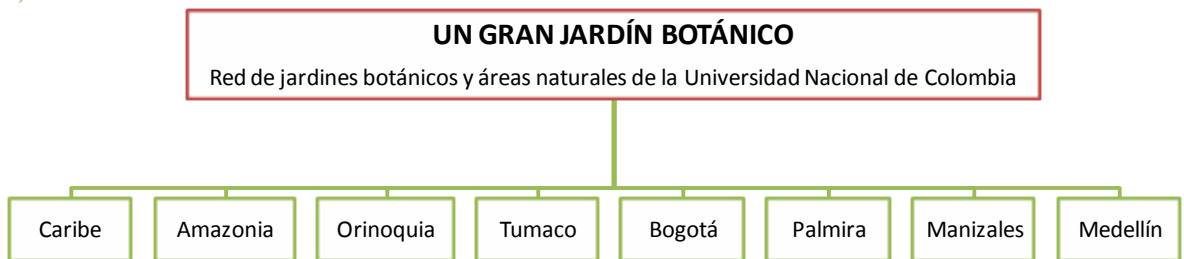 UN GRAN JARDÍN BOTÁNICO
Red de jardines botánicos y áreas naturales de la Universidad Nacional de Colombia
Caribe
Amazonia
Orinoquia
Tumaco
Bogotá
Palmira
Manizales
Medellín